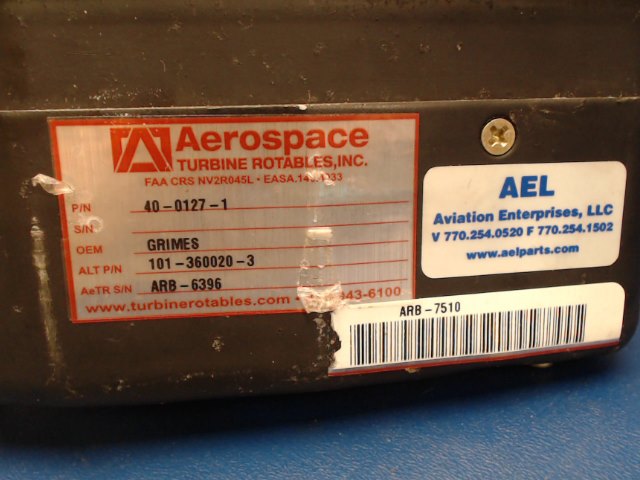 Aerospace
TURBINE ROTABLES, INC.
FAA CRS NV2R045L • EASA.
P/N 40-0127-1
S/N
OEM GRIMES
ALT P/N 101-360020-3
AeTR S/N ARB-6396
www.turbinerotables.com • 943-6100
AEL
Aviation Enterprises, LLC
V 770.254.0520 F 770.254.1502
www.aelparts.com
ARB-7510